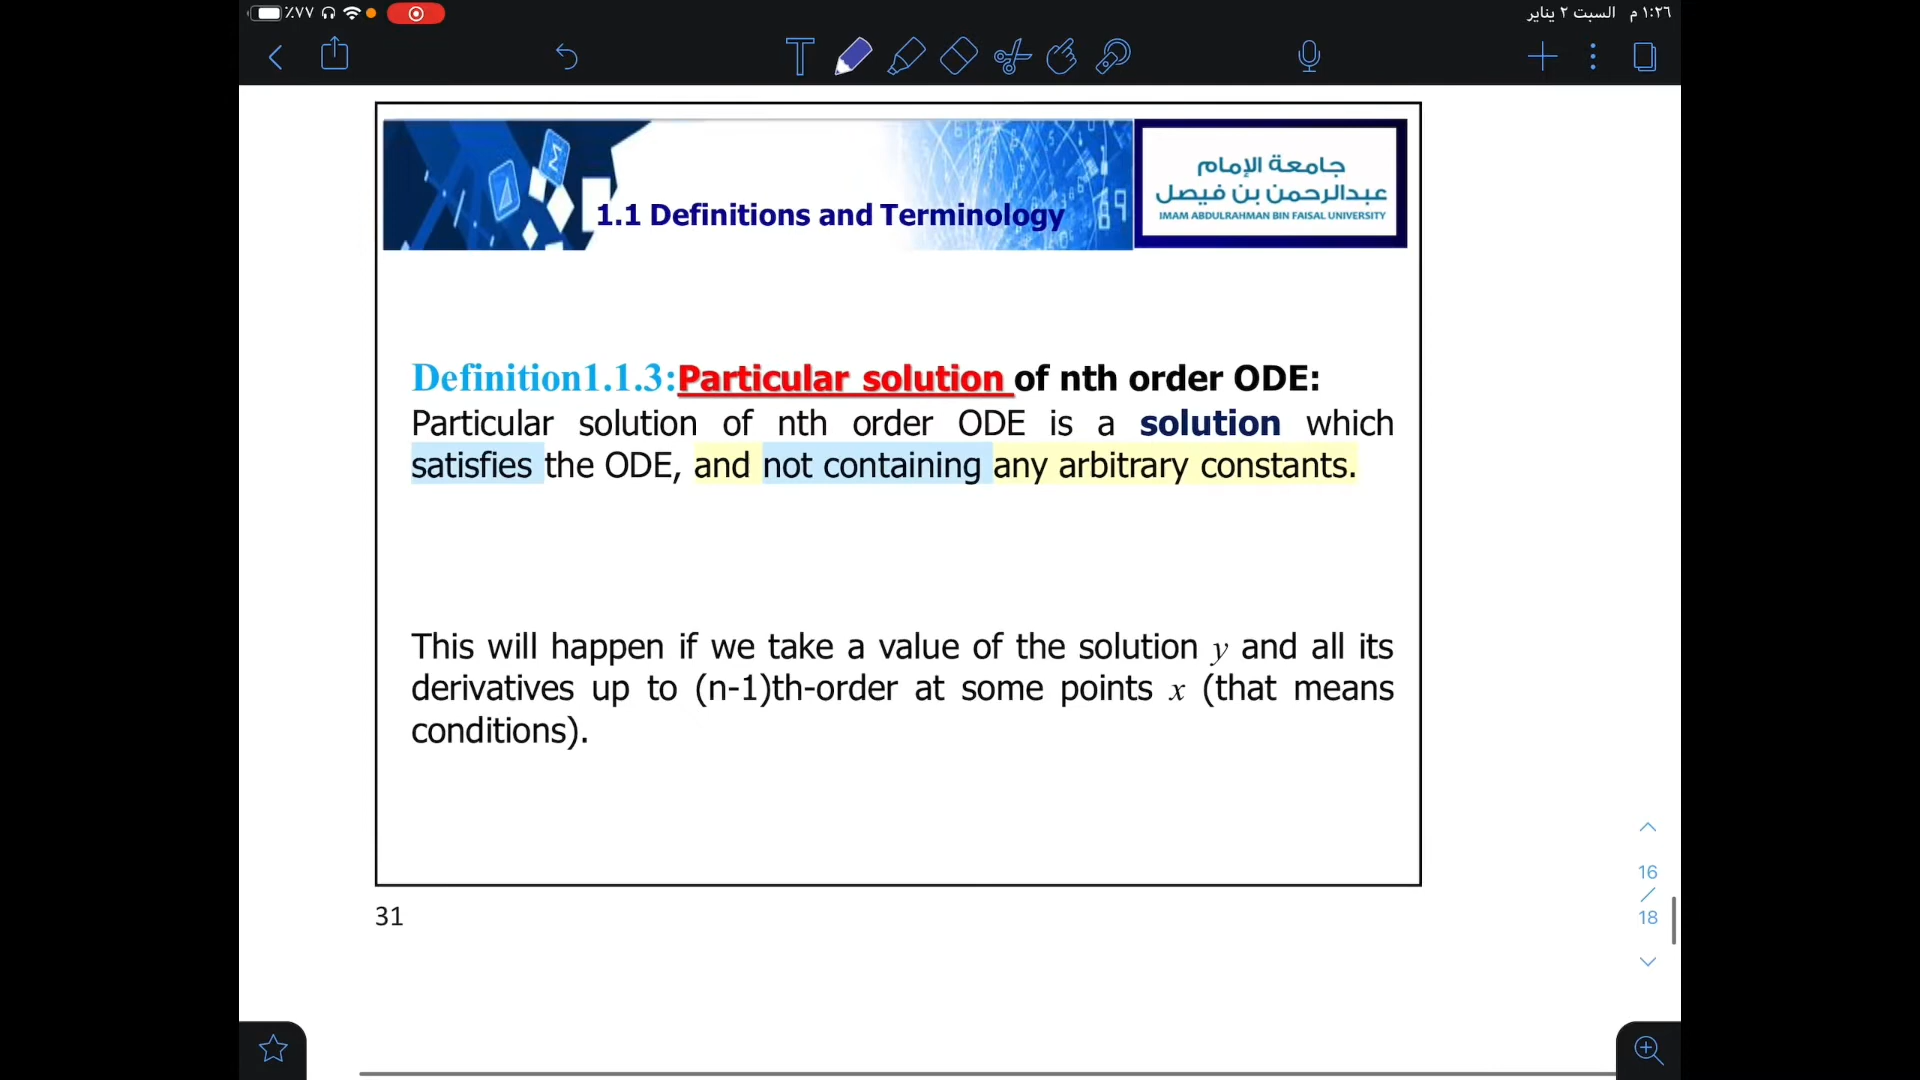 ٪٧٧
١:٢٦ م السبت ٢ يناير
1.1 Definitions and Terminology
جامعة الإمام
عبدالرحمن بن فيصل
IMAM ABDULRAHMAN BIN FAISAL UNIVERSITY
Definition1.1.3:Particular solution of nth order ODE:
Particular solution of nth order ODE is a solution which
satisfies the ODE, and not containing any arbitrary constants.
This will happen if we take a value of the solution y and all its
derivatives up to (n-1)th-order at some points x (that means
conditions).
31
16
/
18